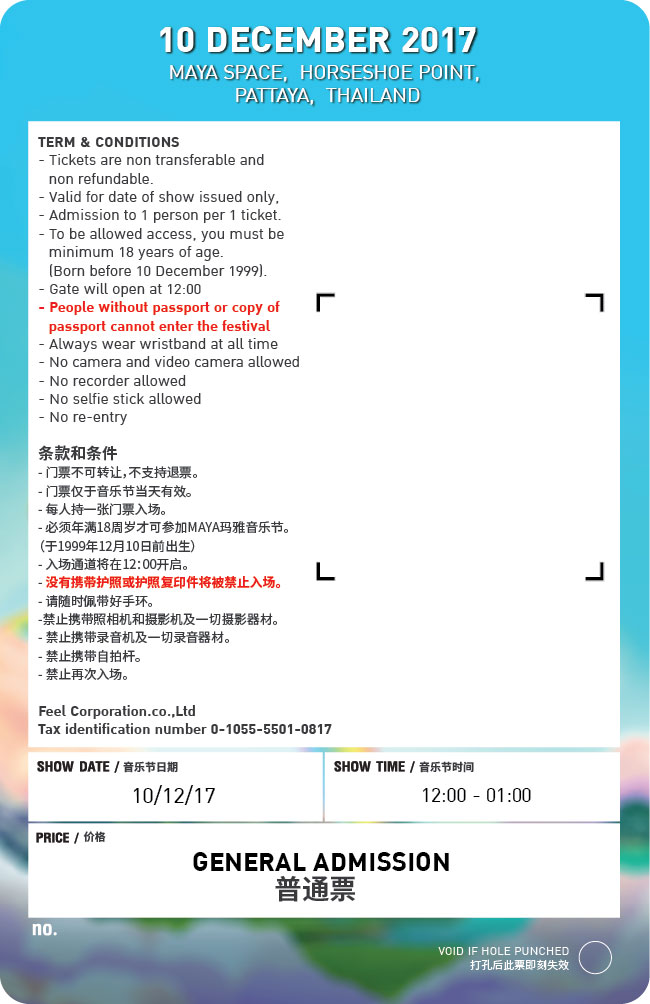 10 DECEMBER 2017
MAYA SPACE, HORSESHOE POINT,
PATTAYA, THAILAND
TERM & CONDITIONS
- Tickets are non transferable and
non refundable.
- Valid for date of show issued only,
- Admission to 1 person per 1 ticket.
- To be allowed access, you must be
minimum 18 years of age.
(Born before 10 December 1999).
- Gate will open at 12:00
- People without passport or copy of
passport cannot enter the festival
- Always wear wristband at all time
- No camera and video camera allowed
- No recorder allowed
- No selfie stick allowed
- No re-entry
条款和条件
- 门票不可转让,不支持退票。
- 门票仅于音乐节当天有效。
- 每人持一张门票入场。
- 必须年满18周岁才可参加MAYA玛雅音乐节。
(于1999年12月10日前出生)
- 入场通道将在12:00开启。
- 没有携带护照或护照复印件将被禁止入场。
- 请随时佩带好手环。
-禁止携带照相机和摄影机及一切摄影器材。
- 禁止携带录音机及一切录音器材。
- 禁止携带自拍杆。
- 禁止再次入场。
Feel Corporation.co.,Ltd
Tax identification number 0-1055-5501-0817
SHOW DATE / 音乐节日期
10/12/17
SHOW TIME / 音乐节时间
12:00 - 01:00
PRICE / 价格
GENERAL ADMISSION
普通票
no.
VOID IF HOLE PUNCHED
打孔后此票即刻失效